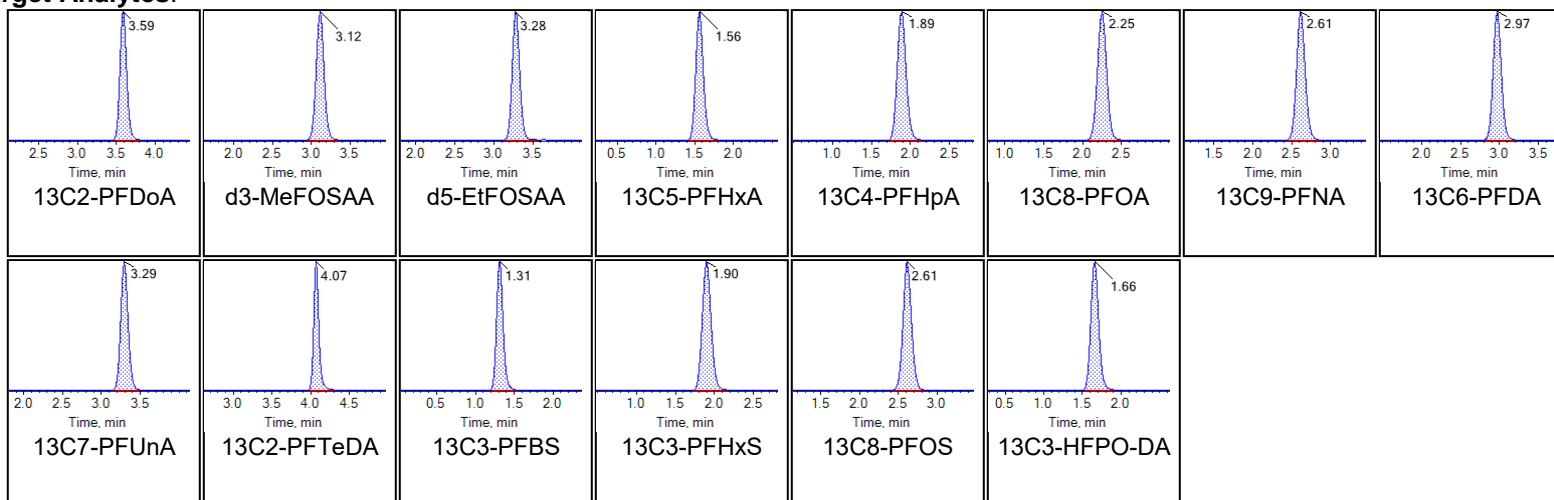 rget Analytes:
3.59
2.5 3.0 3.5 4.0
Time, min
13C2-PFDoA
3.12
2.0 2.5 3.0 3.5
Time, min
d3-MeFOSAA
3.28
2.0 2.5 3.0 3.5
Time, min
d5-EtFOSAA
1.56
0.5 1.0 1.5 2.0
Time, min
13C5-PFHxA
1.89
1.0 1.5 2.0 2.5
Time, min
13C4-PFHpA
2.25
1.0 1.5 2.0 2.5
Time, min
13C8-PFOA
2.61
1.5 2.0 2.5 3.0
Time, min
13C9-PFNA
2.97
2.0 2.5 3.0 3.5
Time, min
13C6-PFDA
3.29
2.0 2.5 3.0 3.5
Time, min
13C7-PFUnA
4.07
3.0 3.5 4.0 4.5
Time, min
13C2-PFTeDA
1.31
0.5 1.0 1.5 2.0
Time, min
13C3-PFBS
1.90
1.0 1.5 2.0 2.5
Time, min
13C3-PFHxS
2.61
1.5 2.0 2.5 3.0
Time, min
13C8-PFOS
1.66
0.5 1.0 1.5 2.0
Time, min
13C3-HFPO-DA